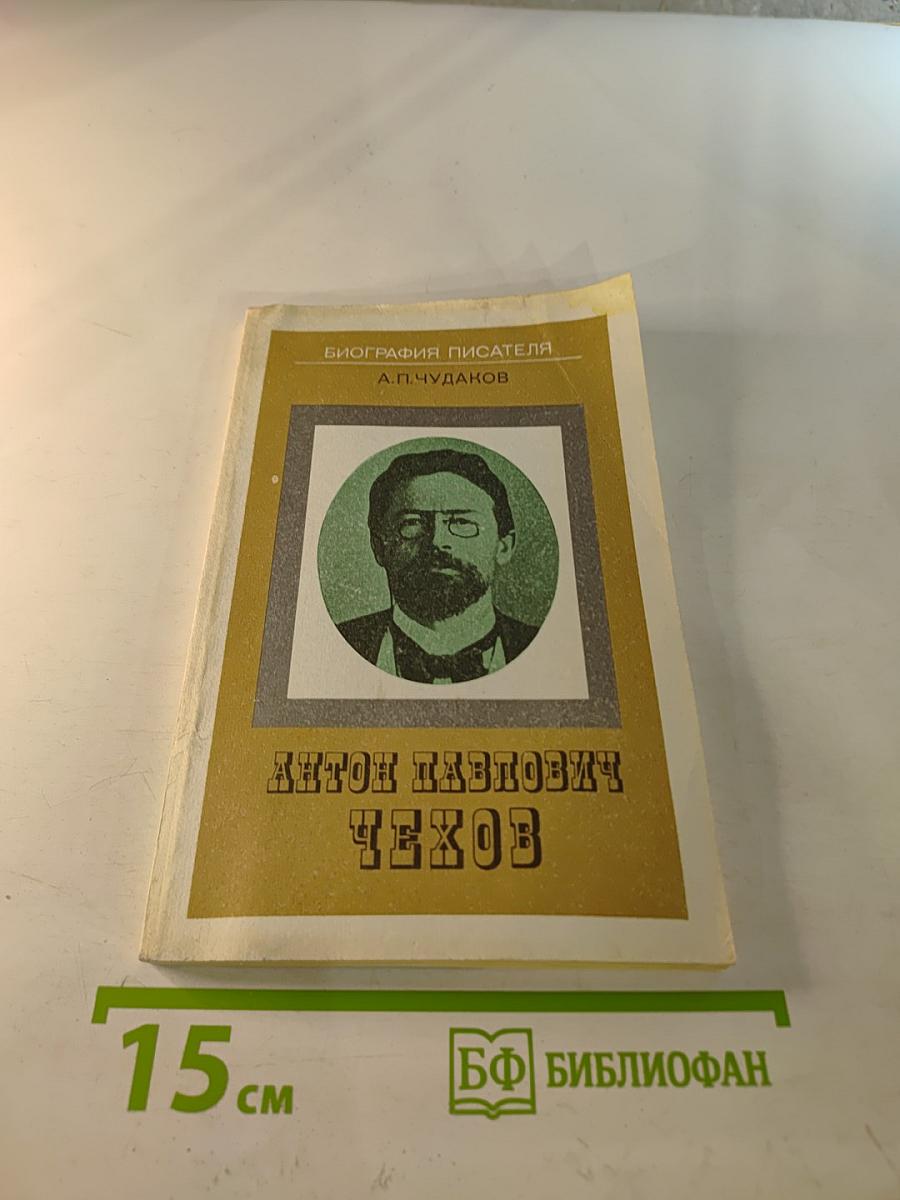 БИОГРАФИЯ ПИСАТЕЛЯ
А.П.ЧУДАКОВ
АНТОН ПАВЛОВИЧ
ЧЕХОВ
15 см
БФ БИБЛИОФАН